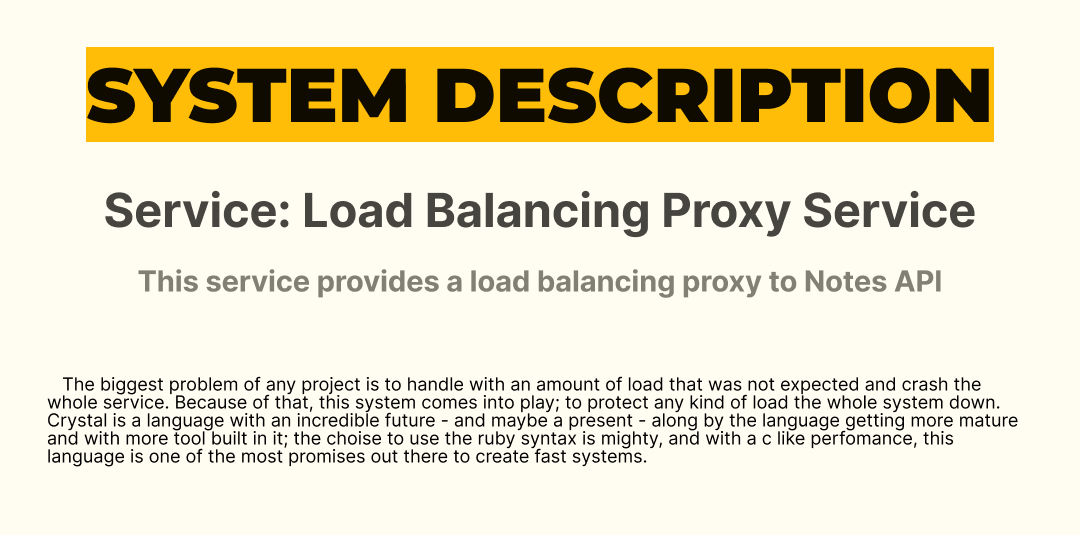 SYSTEM DESCRIPTION
Service: Load Balancing Proxy Service
This service provides a load balancing proxy to Notes API
The biggest problem of any project is to handle with an amount of load that was not expected and crash the
whole service. Because of that, this system comes into play; to protect any kind of load the whole system down.
Crystal is a language with an incredible future - and maybe a present - along by the language getting more mature
and with more tool built in it; the choise to use the ruby syntax is mighty, and with a c like perfomance, this
language is one of the most promises out there to create fast systems.